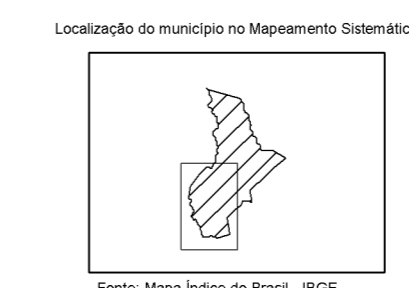 Localização do município no Mapeamento Sistemátic
Fonte: Mapa Índice do Brasil - IBGE